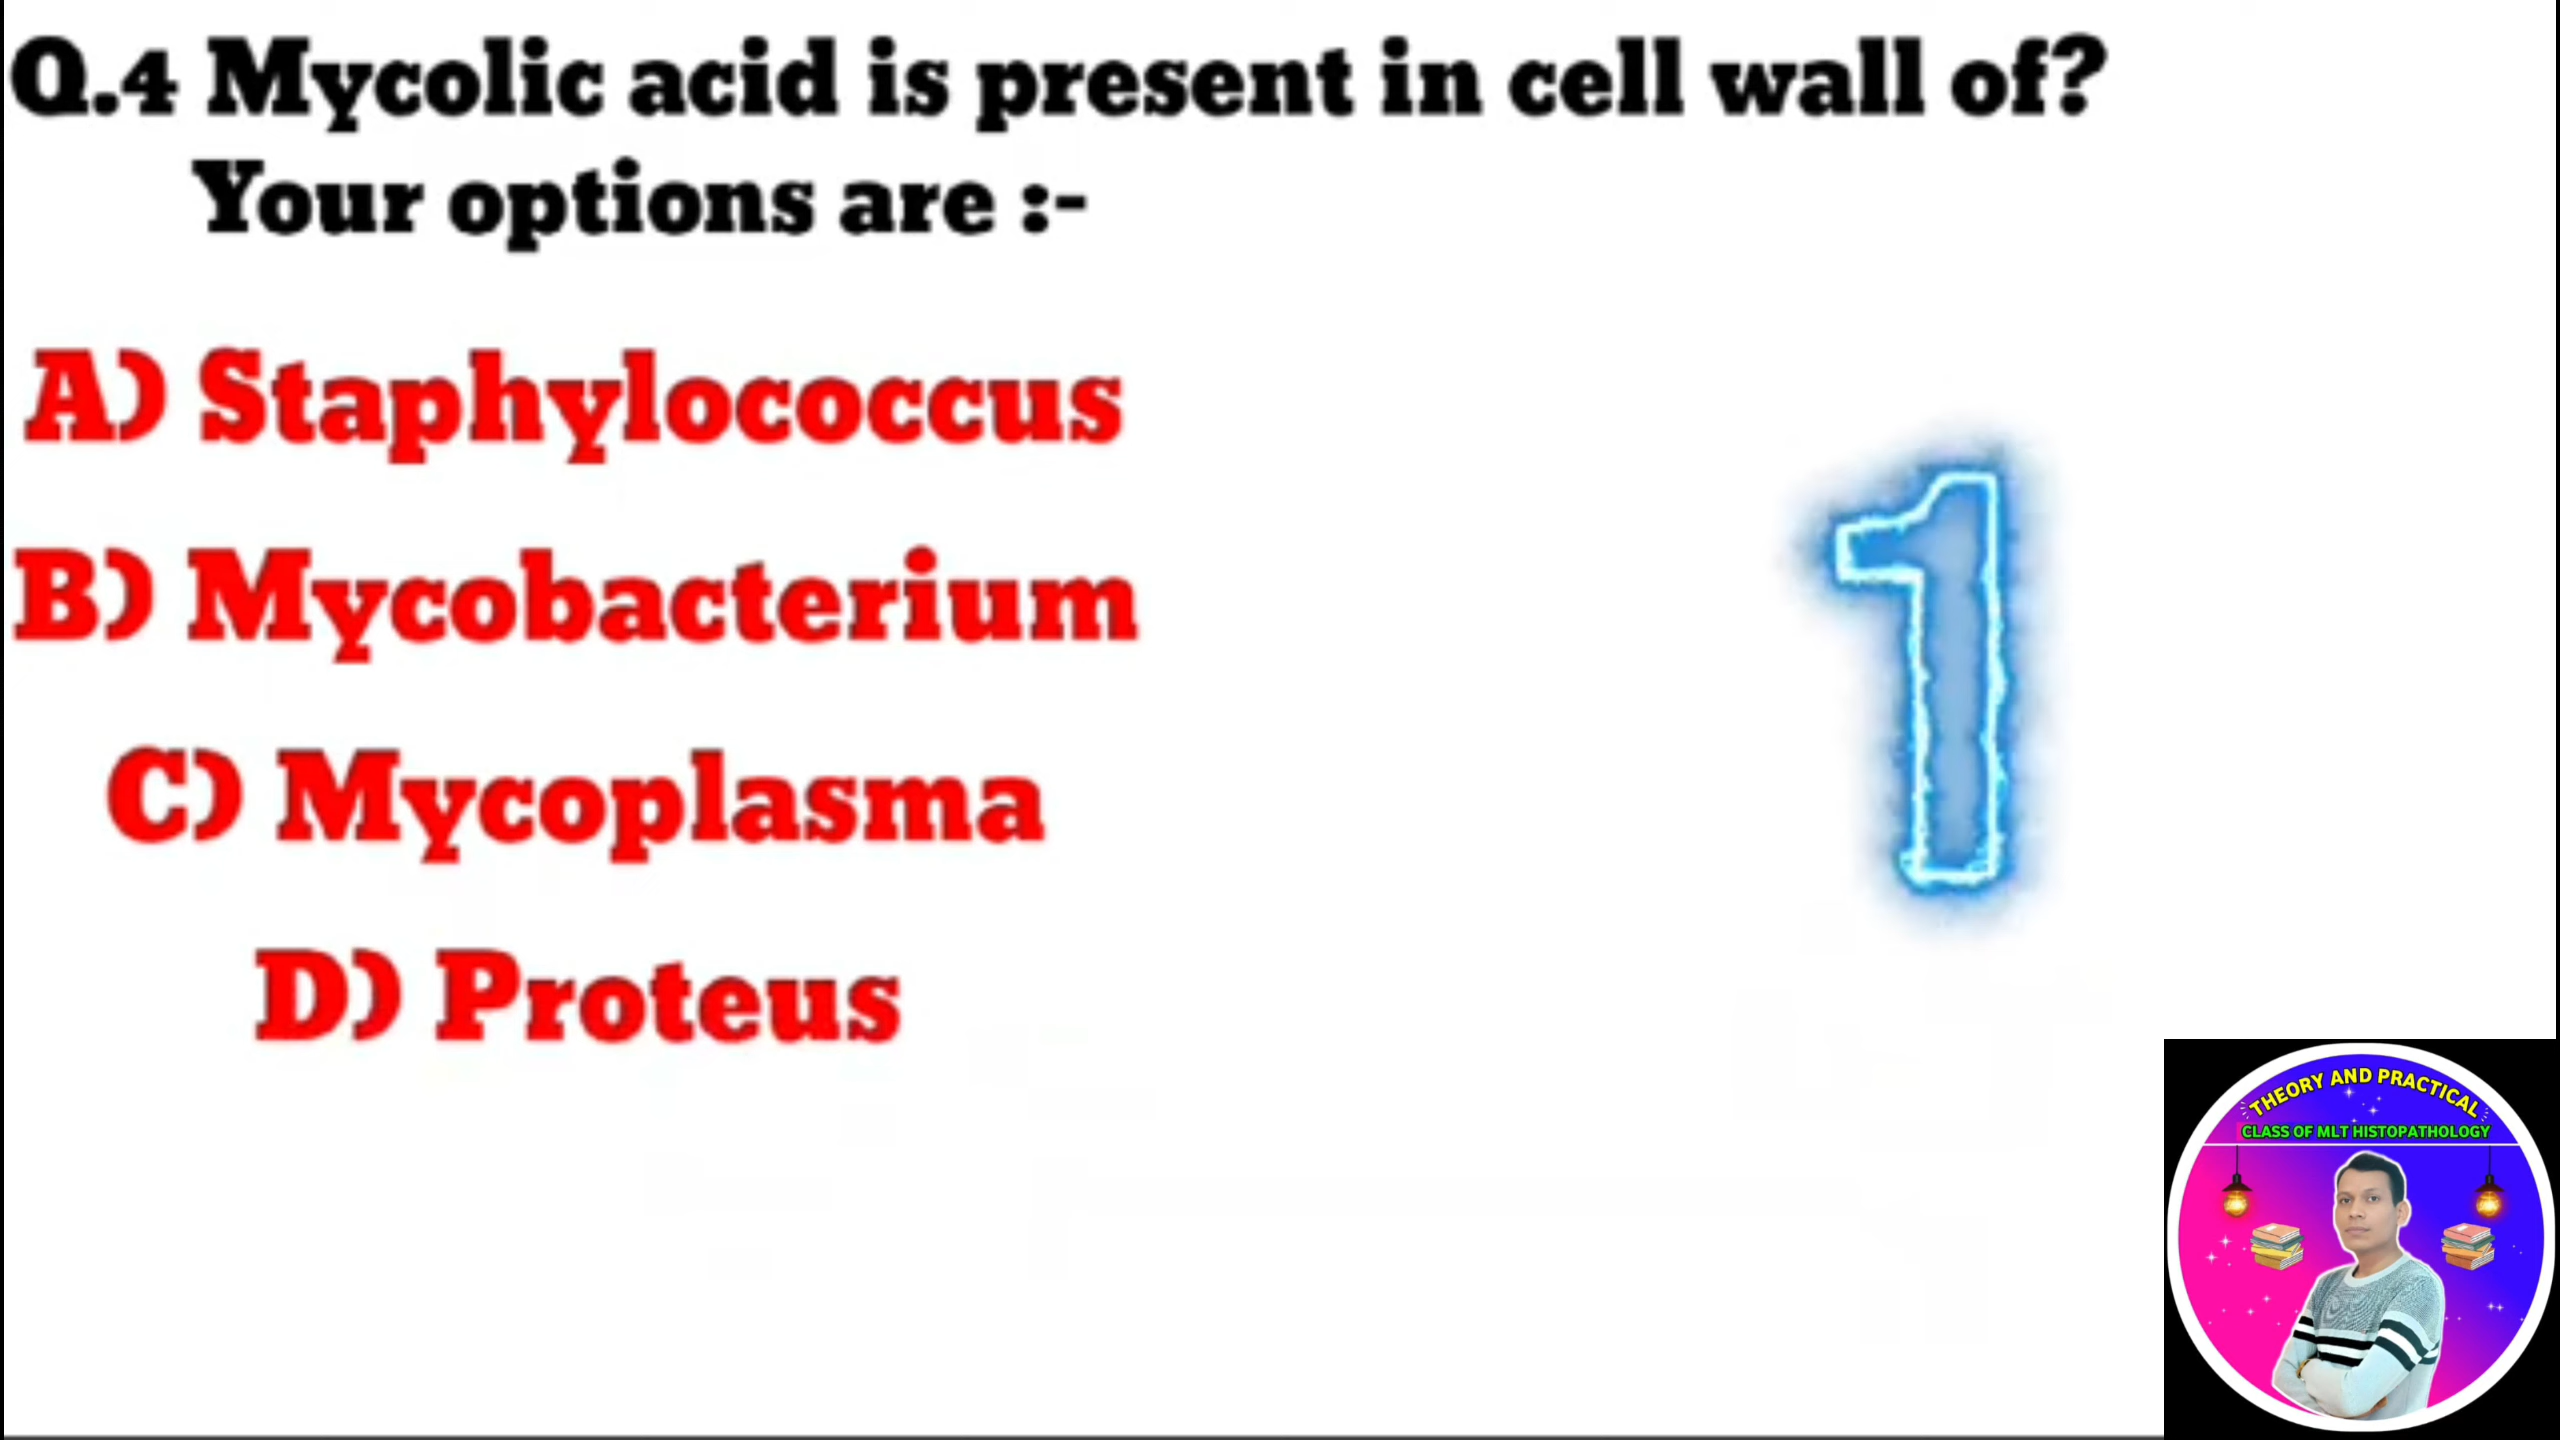 Q.4 Mycolic acid is present in cell wall of?
Your options are :-
A) Staphylococcus
B) Mycobacterium
C) Mycoplasma
D) Proteus
1
THEORY AND PRACTICAL
CLASS OF MLT HISTOPATHOLOGY